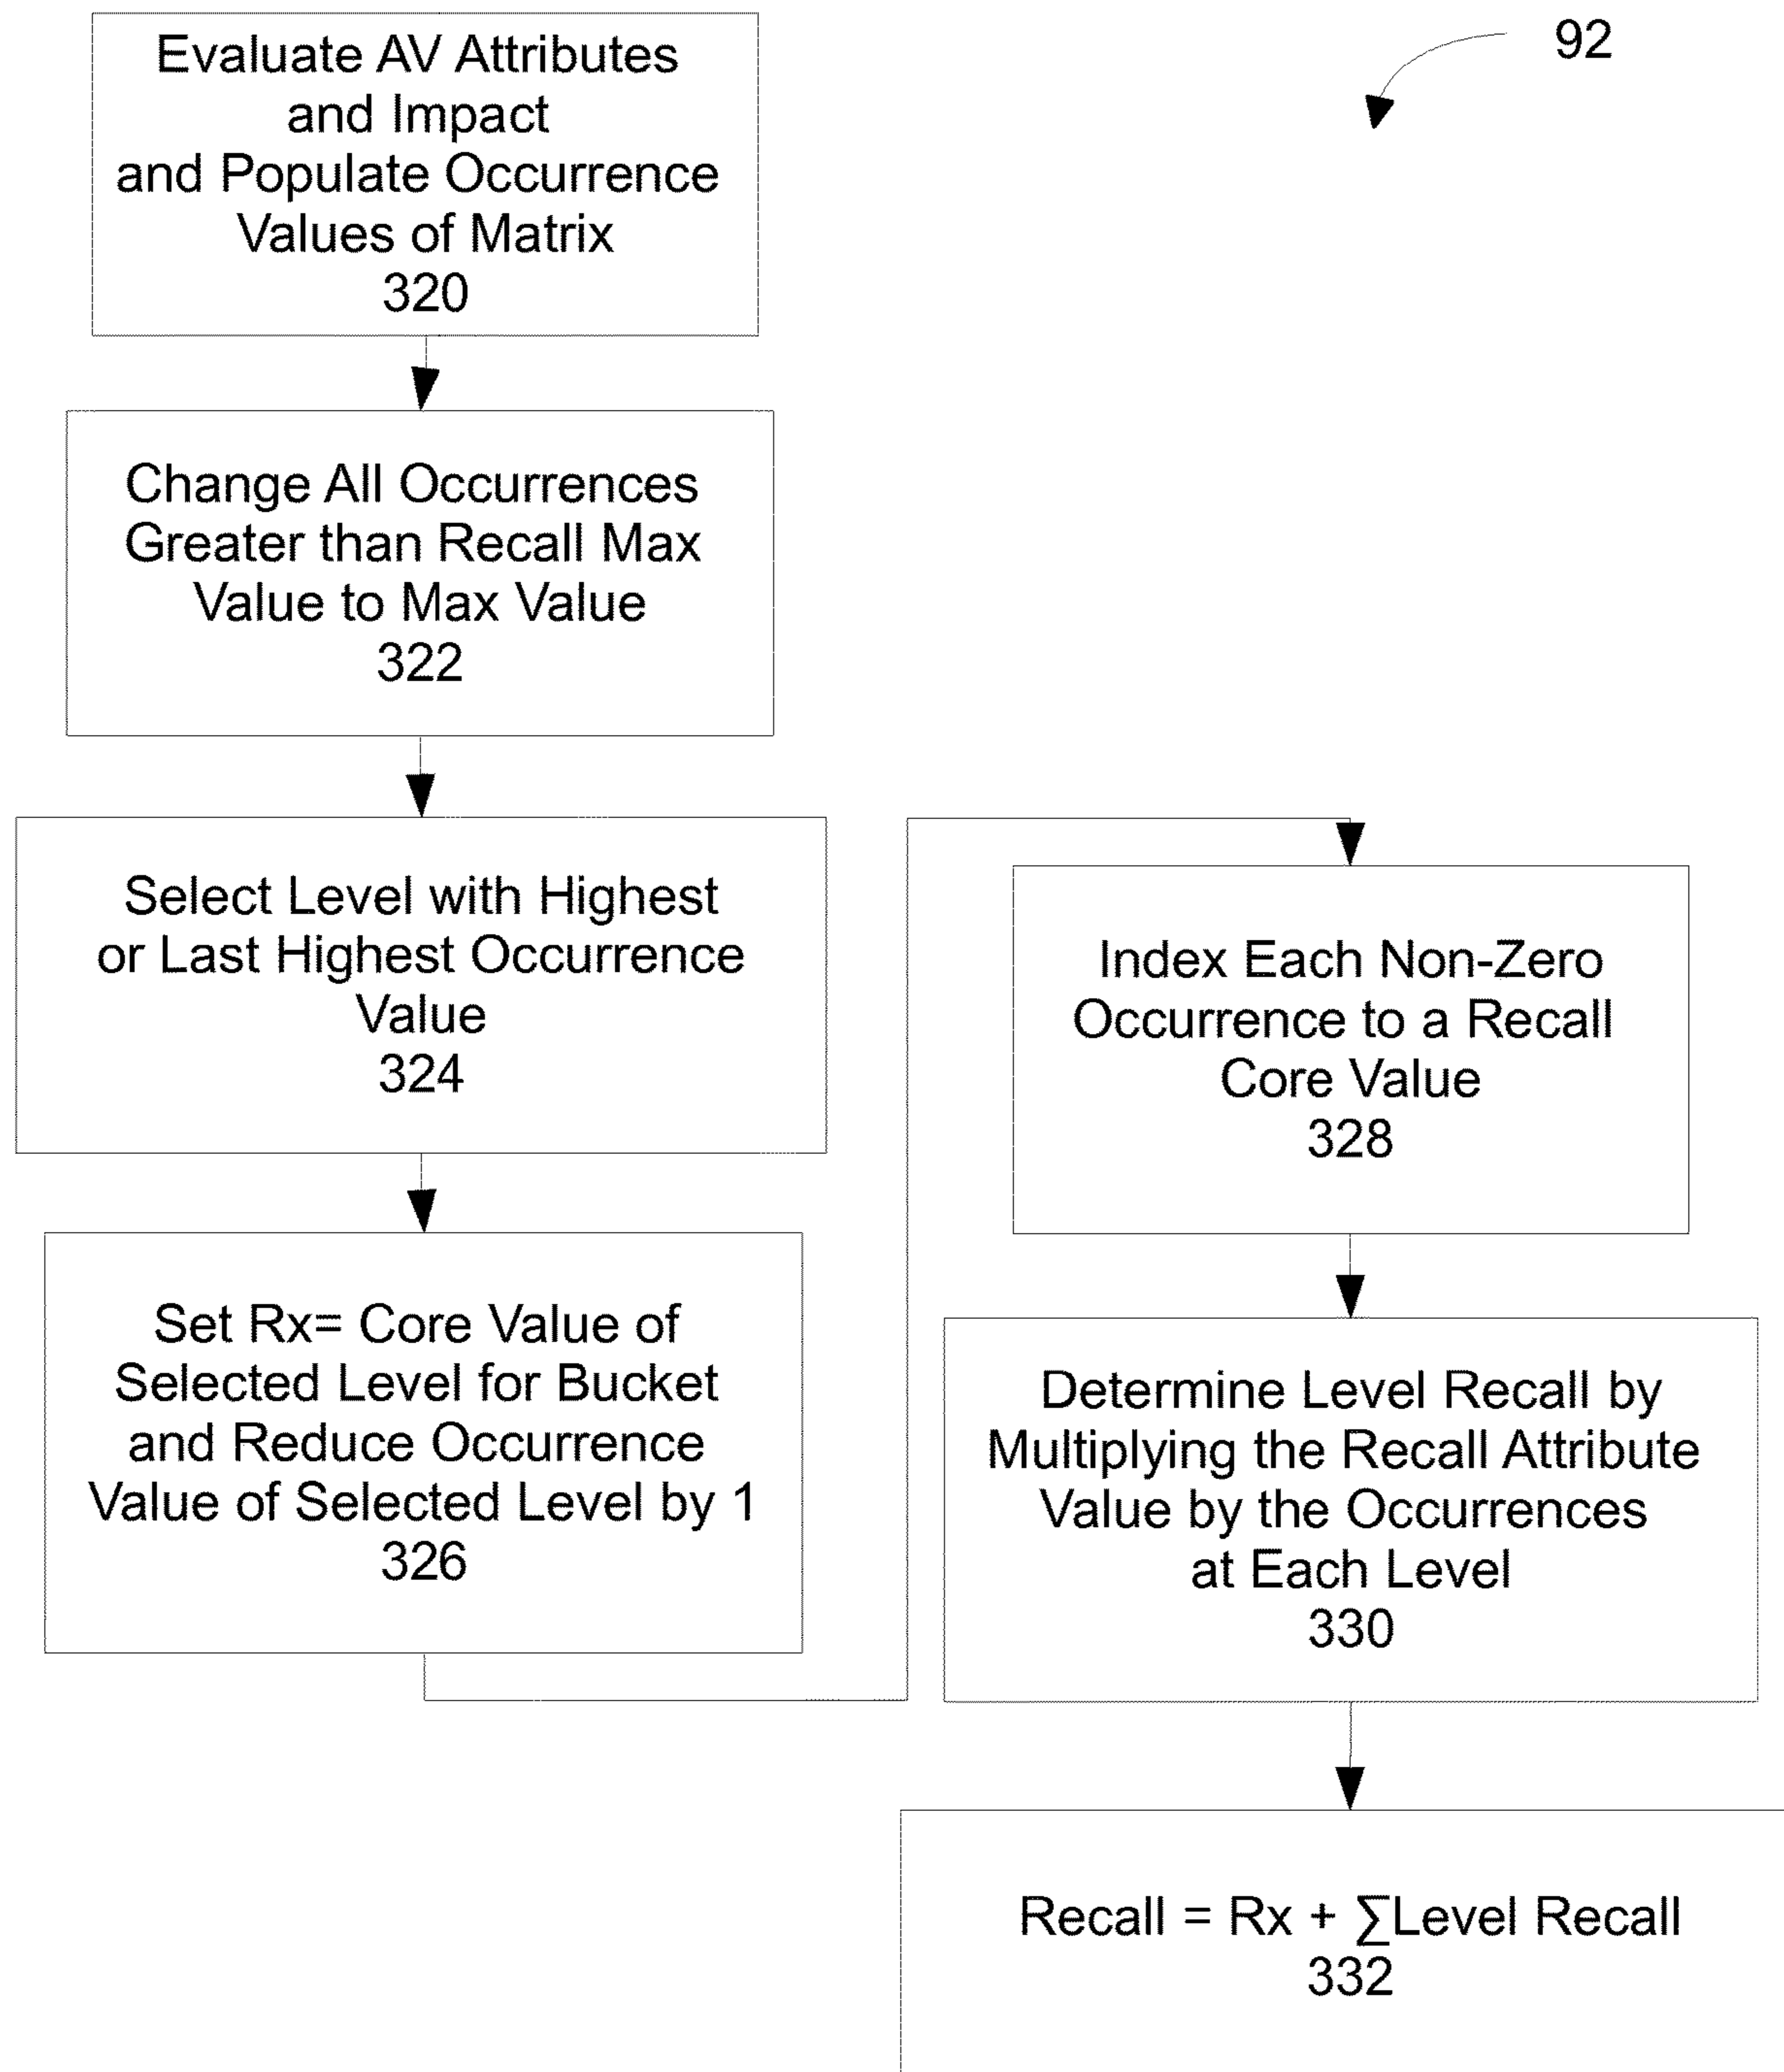 92
Evaluate AV Attributes
and Impact
and Populate Occurrence
Values of Matrix
320
Change All Occurrences
Greater than Recall Max
Value to Max Value
322
Select Level with Highest
or Last Highest Occurrence
Value
324
Set Rx= Core Value of
Selected Level for Bucket
and Reduce Occurrence
Value of Selected Level by 1
326
Index Each Non-Zero
Occurrence to a Recall
Core Value
328
Determine Level Recall by
Multiplying the Recall Attribute
Value by the Occurrences
at Each Level
330
Recall = Rx + ∑Level Recall
332